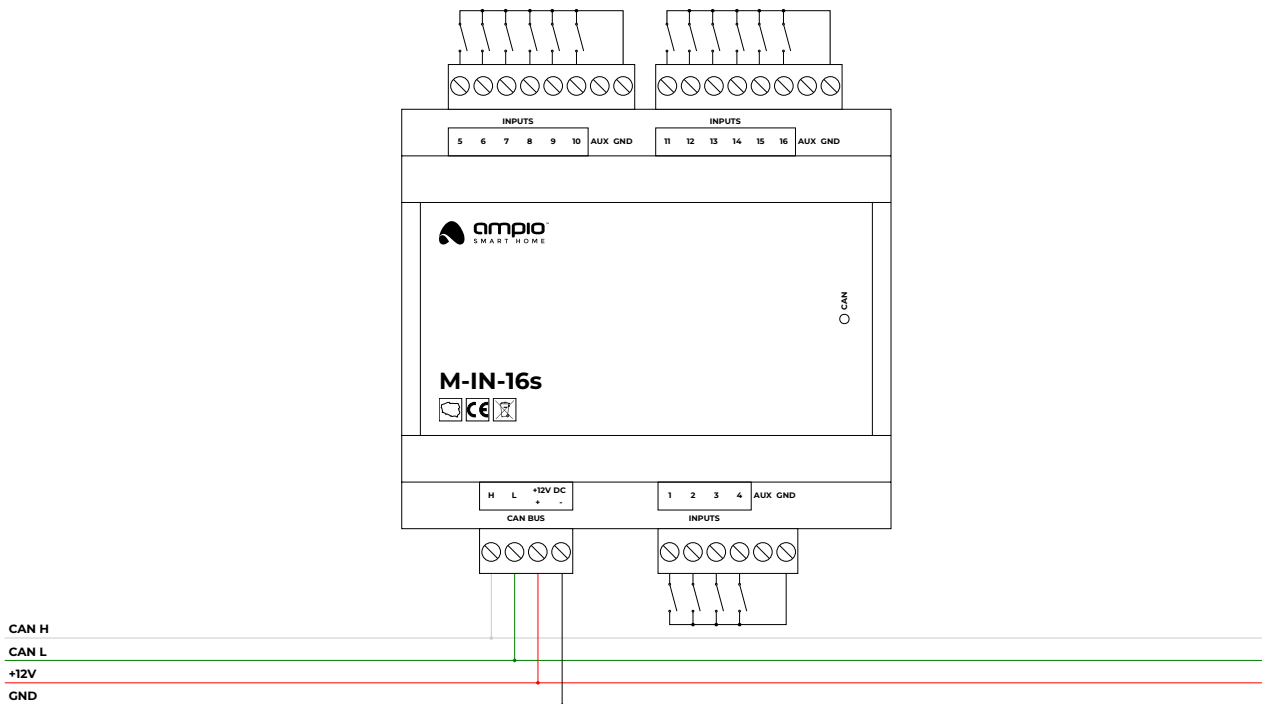 INPUTS INPUTS
5 6 7 8 9 10 AUX GND 11 12 13 14 15 16 AUX GND
ampio™
SMART HOME
CAN
M-IN-16s
CE
H L +12V DC 1 2 3 4 AUX GND
+ -
CAN BUS INPUTS
CAN H
CAN L
+12V
GND